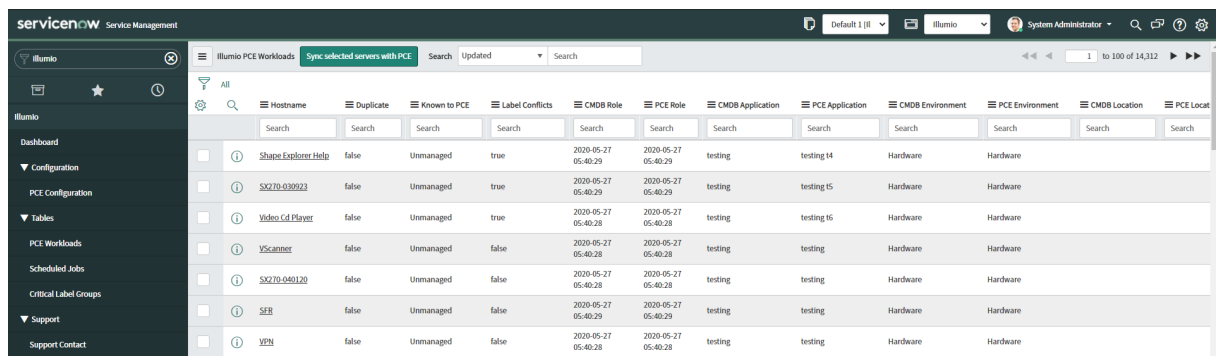 servicenow Service Management
Default 1 [Il
Illumio
System Administrator
Illumio
Illumio PCE Workloads Sync selected servers with PCE Search Updated Search 1 to 100 of 14,312
All
Illumio
Dashboard
Configuration
PCE Configuration
Tables
PCE Workloads
Scheduled Jobs
Critical Label Groups
Support
Support Contact
Hostname Duplicate Known to PCE Label Conflicts CMDB Role PCE Role CMDB Application PCE Application CMDB Environment PCE Environment CMDB Location PCE Locat
Search Search Search Search Search Search Search Search Search Search Search Search
Shape Explorer Help false Unmanaged true 2020-05-27 05:40:29 2020-05-27 05:40:29 testing testing t4 Hardware Hardware
SX270-030923 false Unmanaged true 2020-05-27 05:40:29 2020-05-27 05:40:29 testing testing t5 Hardware Hardware
Video Cd Player false Unmanaged true 2020-05-27 05:40:28 2020-05-27 05:40:28 testing testing t6 Hardware Hardware
VScanner false Unmanaged false 2020-05-27 05:40:28 2020-05-27 05:40:28 testing testing Hardware Hardware
SX270-040120 false Unmanaged false 2020-05-27 05:40:28 2020-05-27 05:40:28 testing testing Hardware Hardware
SFR false Unmanaged false 2020-05-27 05:40:29 2020-05-27 05:40:29 testing testing Hardware Hardware
VPN false Unmanaged false 2020-05-27 05:40:28 2020-05-27 05:40:28 testing testing Hardware Hardware